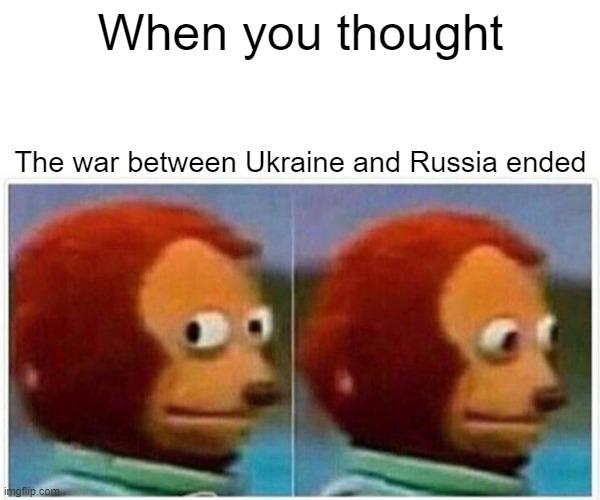 When you thought
The war between Ukraine and Russia ended
imgflip.com